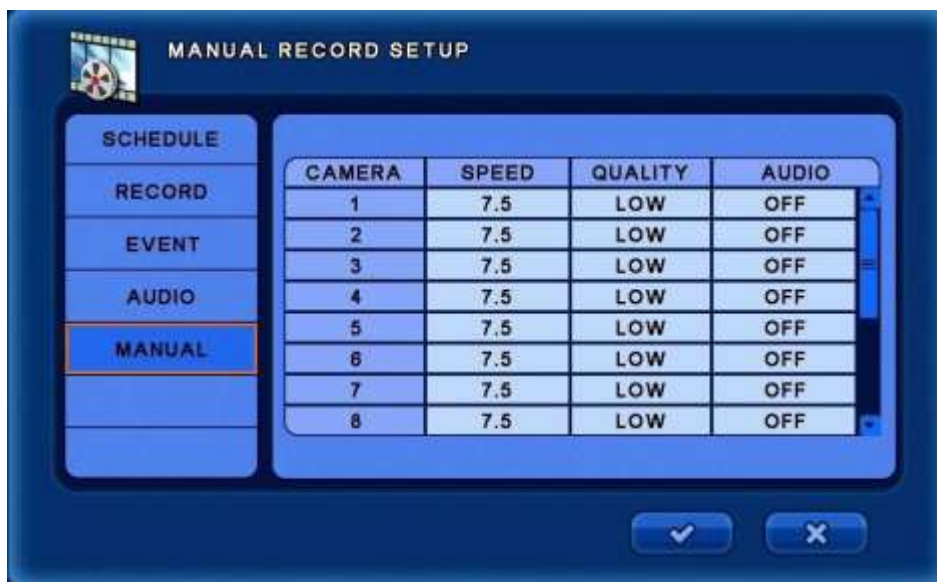 MANUAL RECORD SETUP
SCHEDULE
RECORD
EVENT
AUDIO
MANUAL
CAMERA SPEED QUALITY AUDIO
1 7.5 LOW OFF
2 7.5 LOW OFF
3 7.5 LOW OFF
4 7.5 LOW OFF
5 7.5 LOW OFF
6 7.5 LOW OFF
7 7.5 LOW OFF
8 7.5 LOW OFF